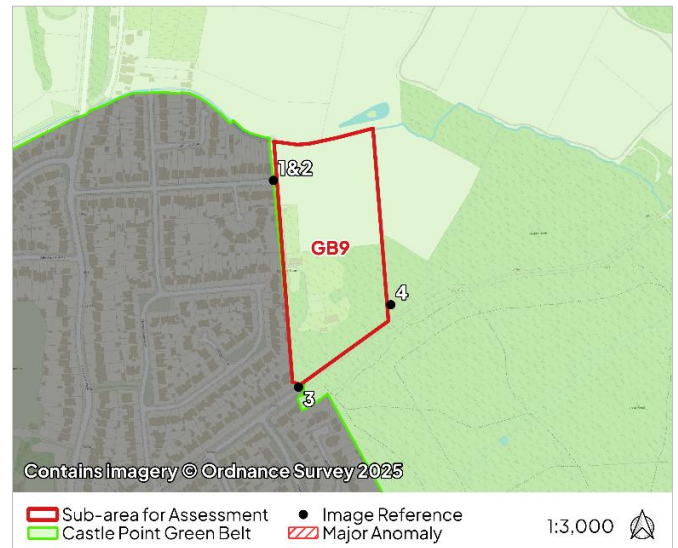 1&2
GB9
4
3
Contains imagery © Ordnance Survey 2025
Sub-area for Assessment
Image Reference
1:3,000
Castle Point Green Belt
Major Anomaly